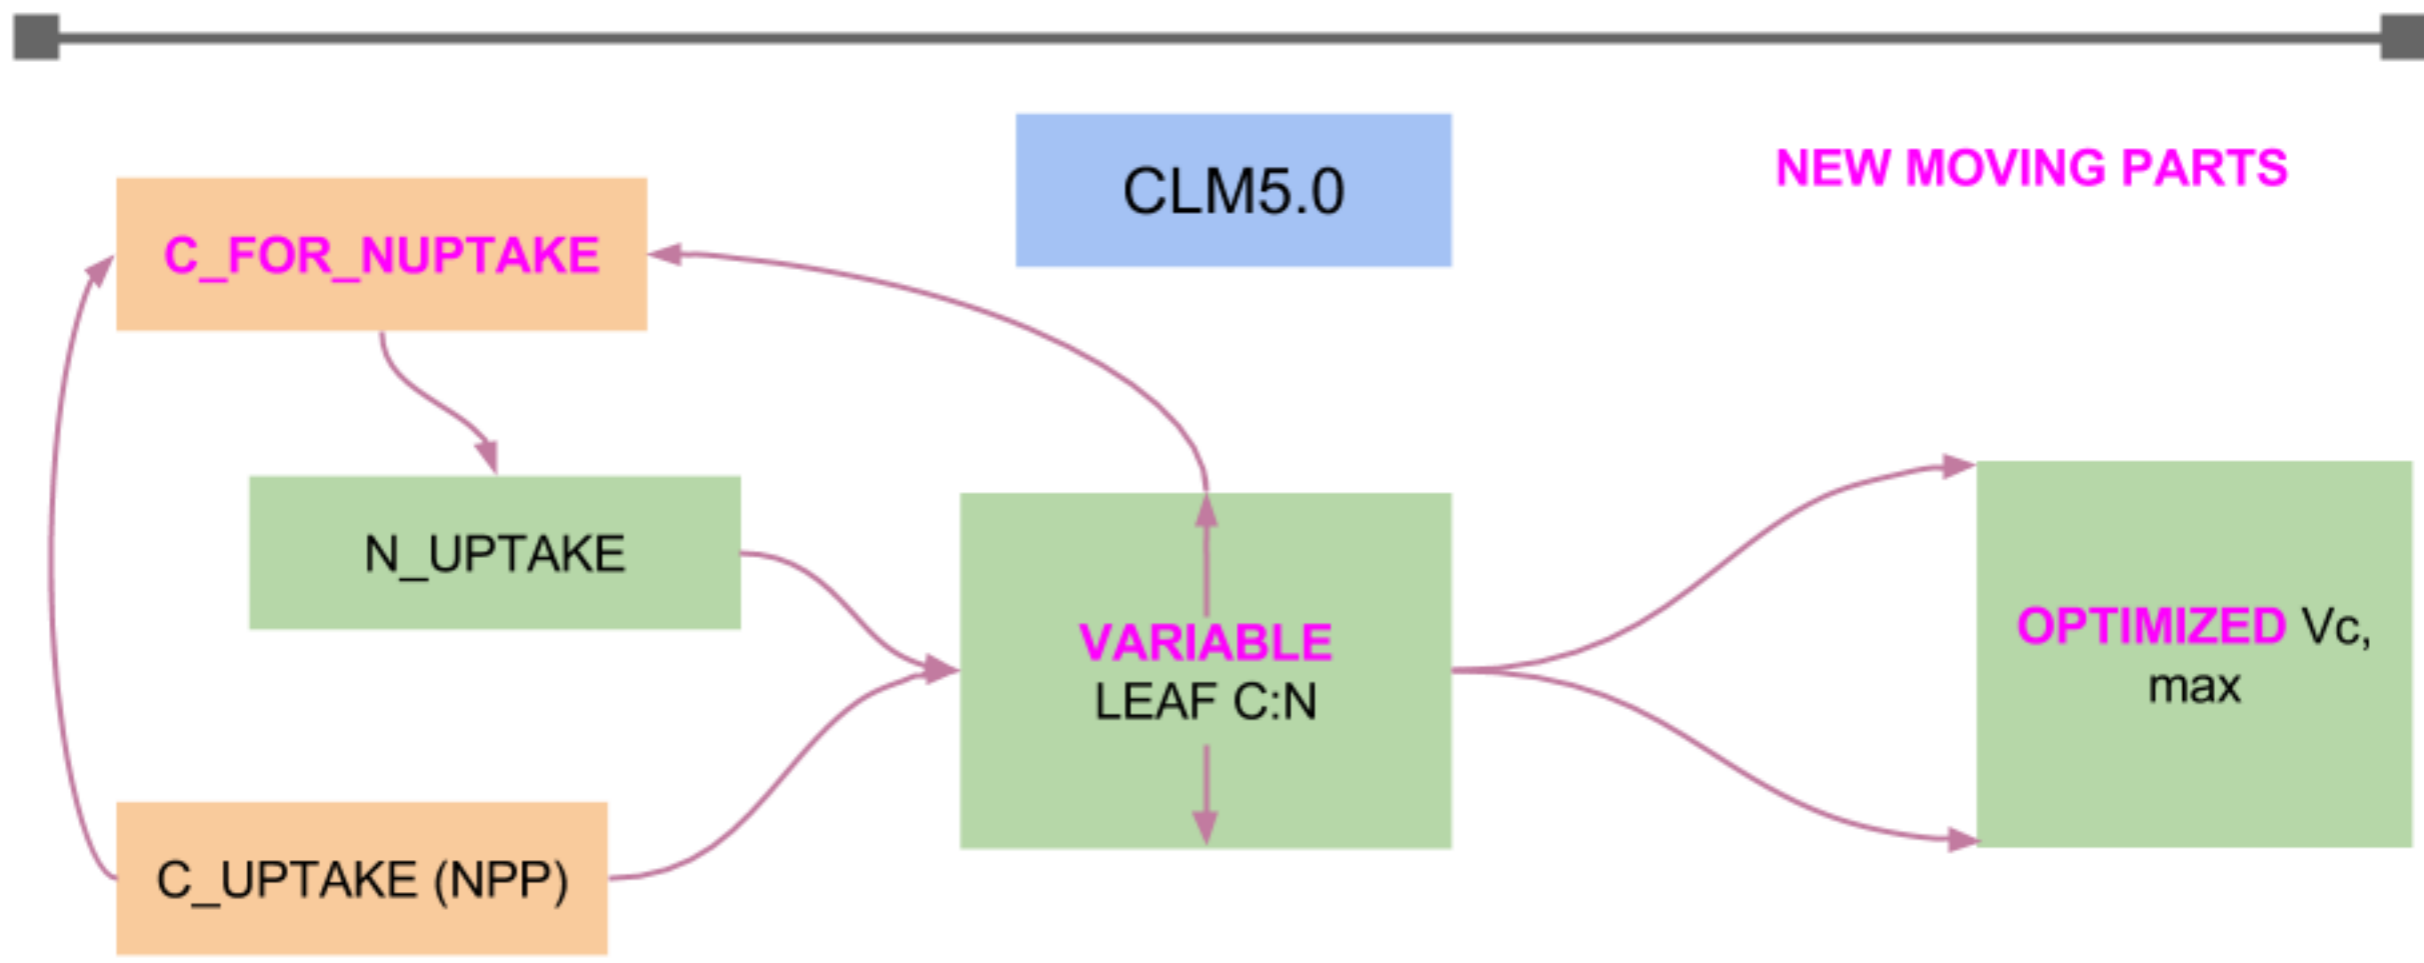 CLM5.0
NEW MOVING PARTS
C_FOR_NUPTAKE
N_UPTAKE
VARIABLE
LEAF C:N
OPTIMIZED Vc,
max
C_UPTAKE (NPP)